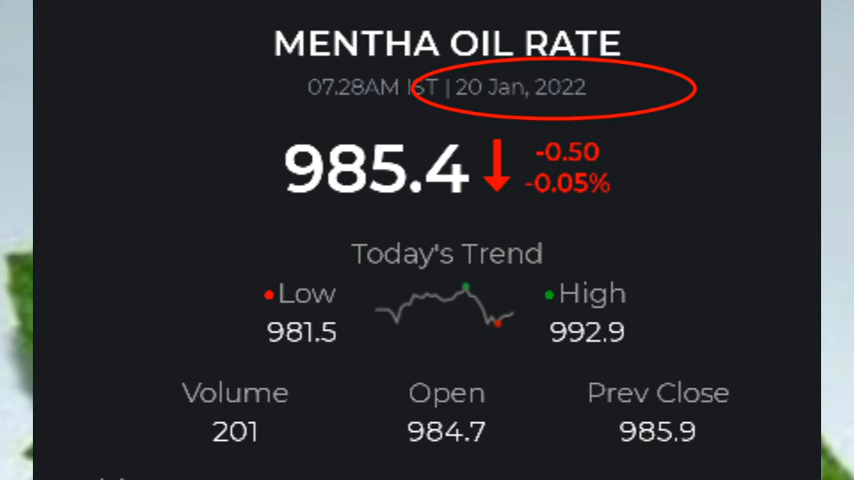 MENTHA OIL RATE
07.28AM IST | 20 Jan, 2022
985.4 -0.50
-0.05%
Today's Trend
Low High
981.5 992.9
Volume Open Prev Close
201 984.7 985.9